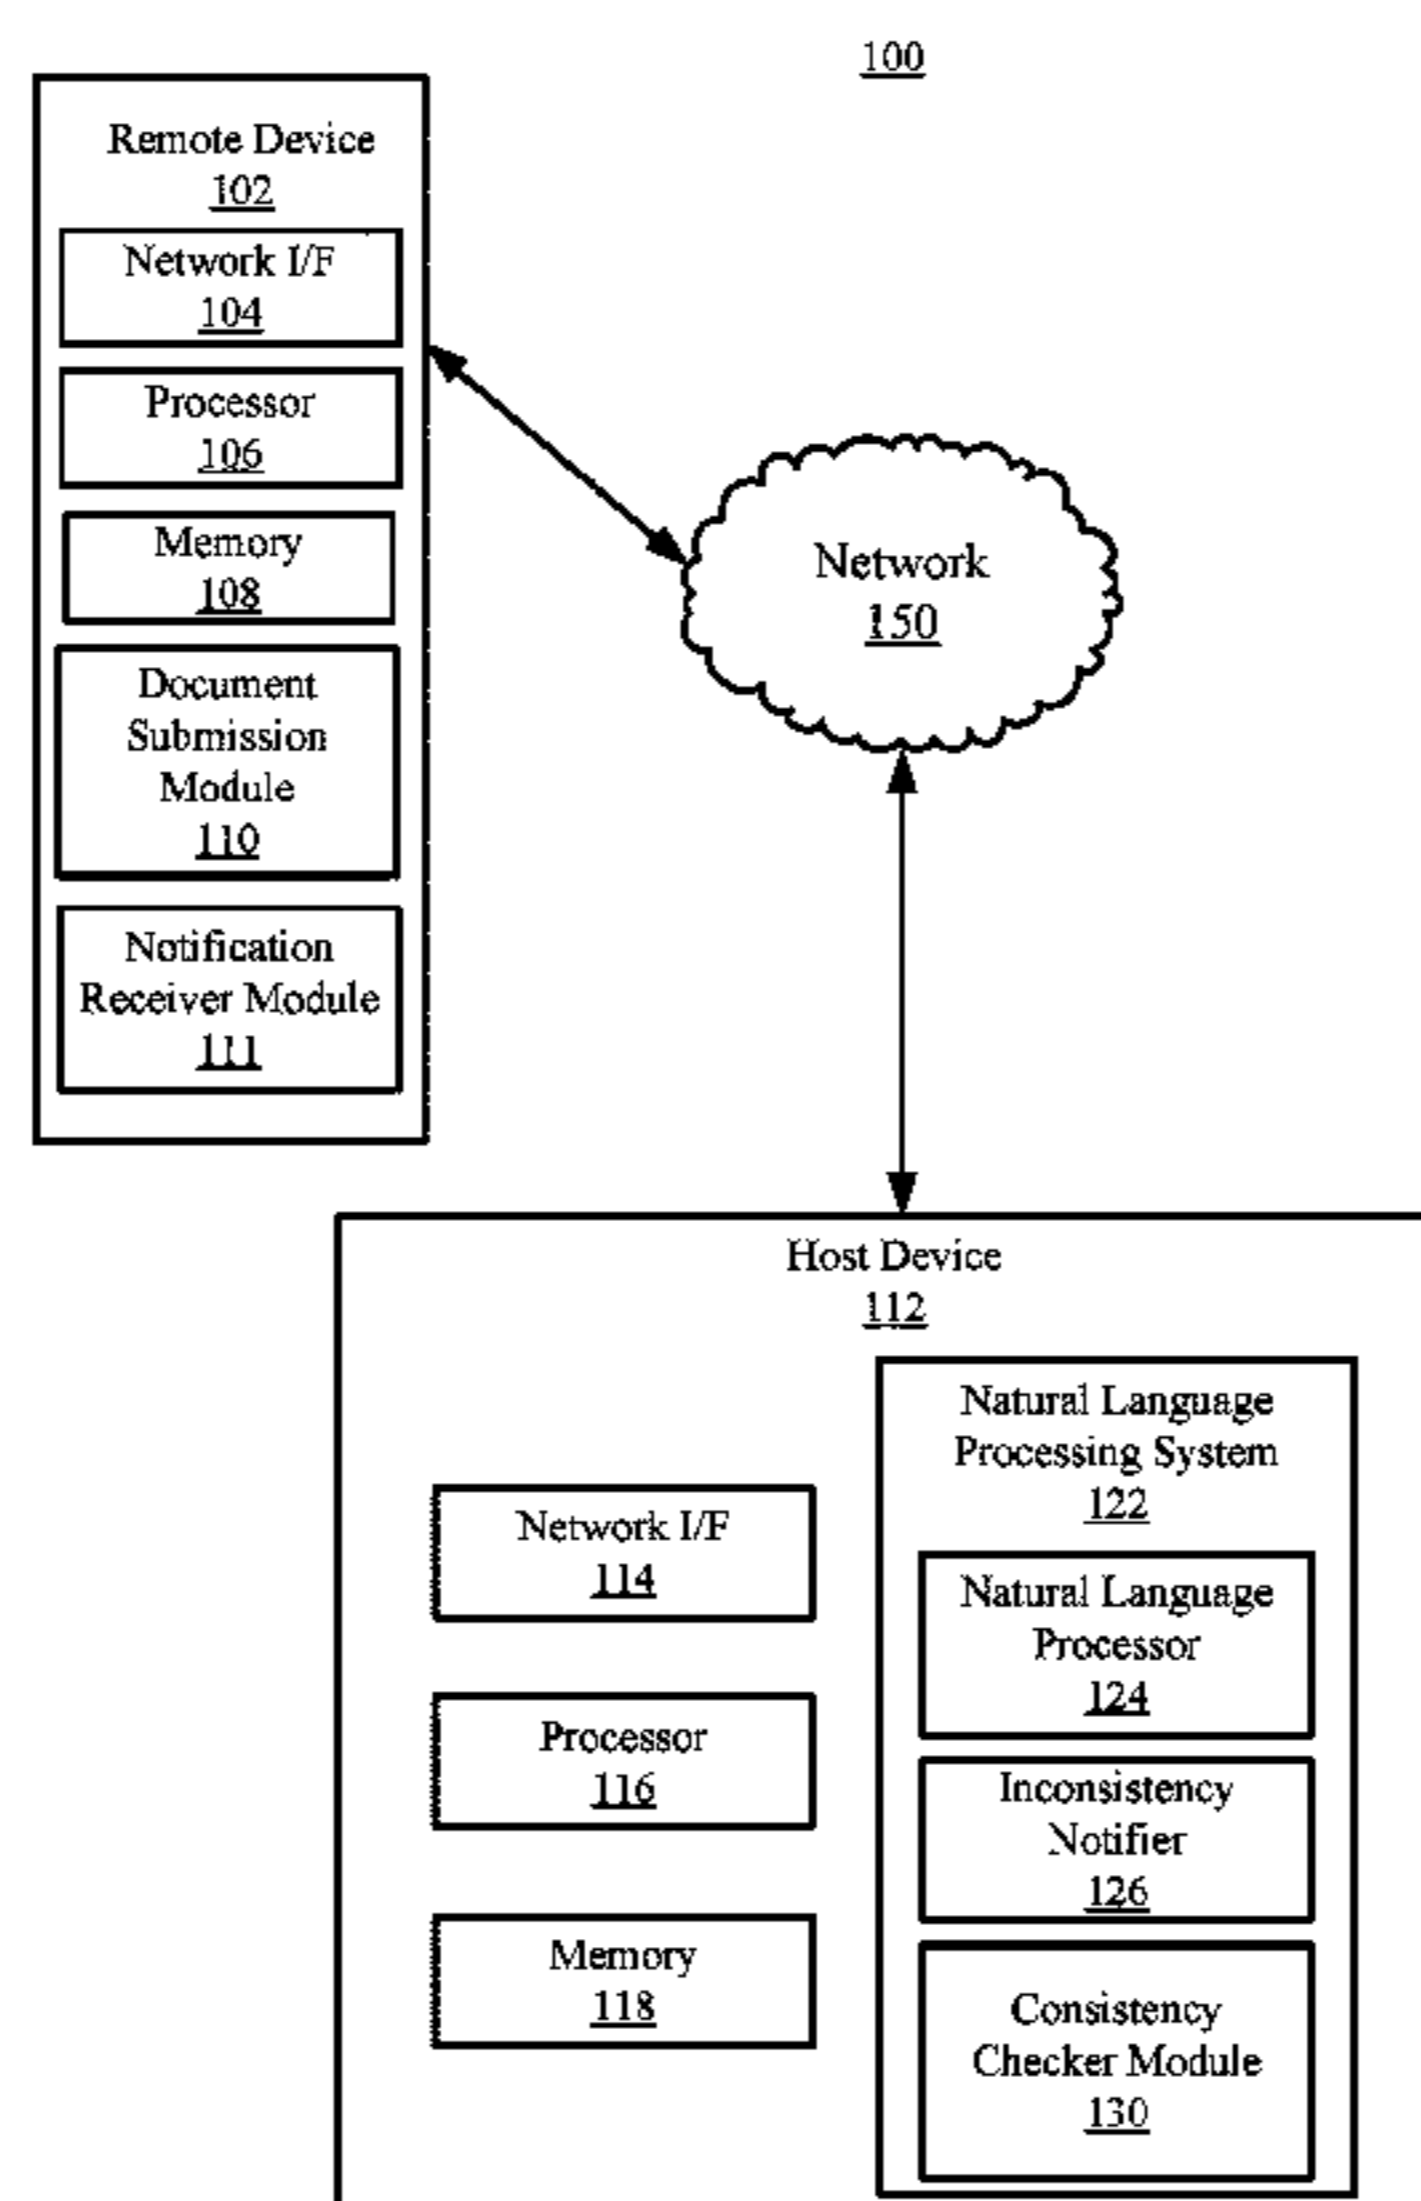 100
Remote Device
102
Network I/F
104
Processor
106
Memory
108
Document
Submission
Module
110
Notification
Receiver Module
111
Network
150
Host Device
112
Network I/F
114
Processor
116
Memory
118
Natural Language
Processing System
122
Natural Language
Processor
124
Inconsistency
Notifier
126
Consistency
Checker Module
130